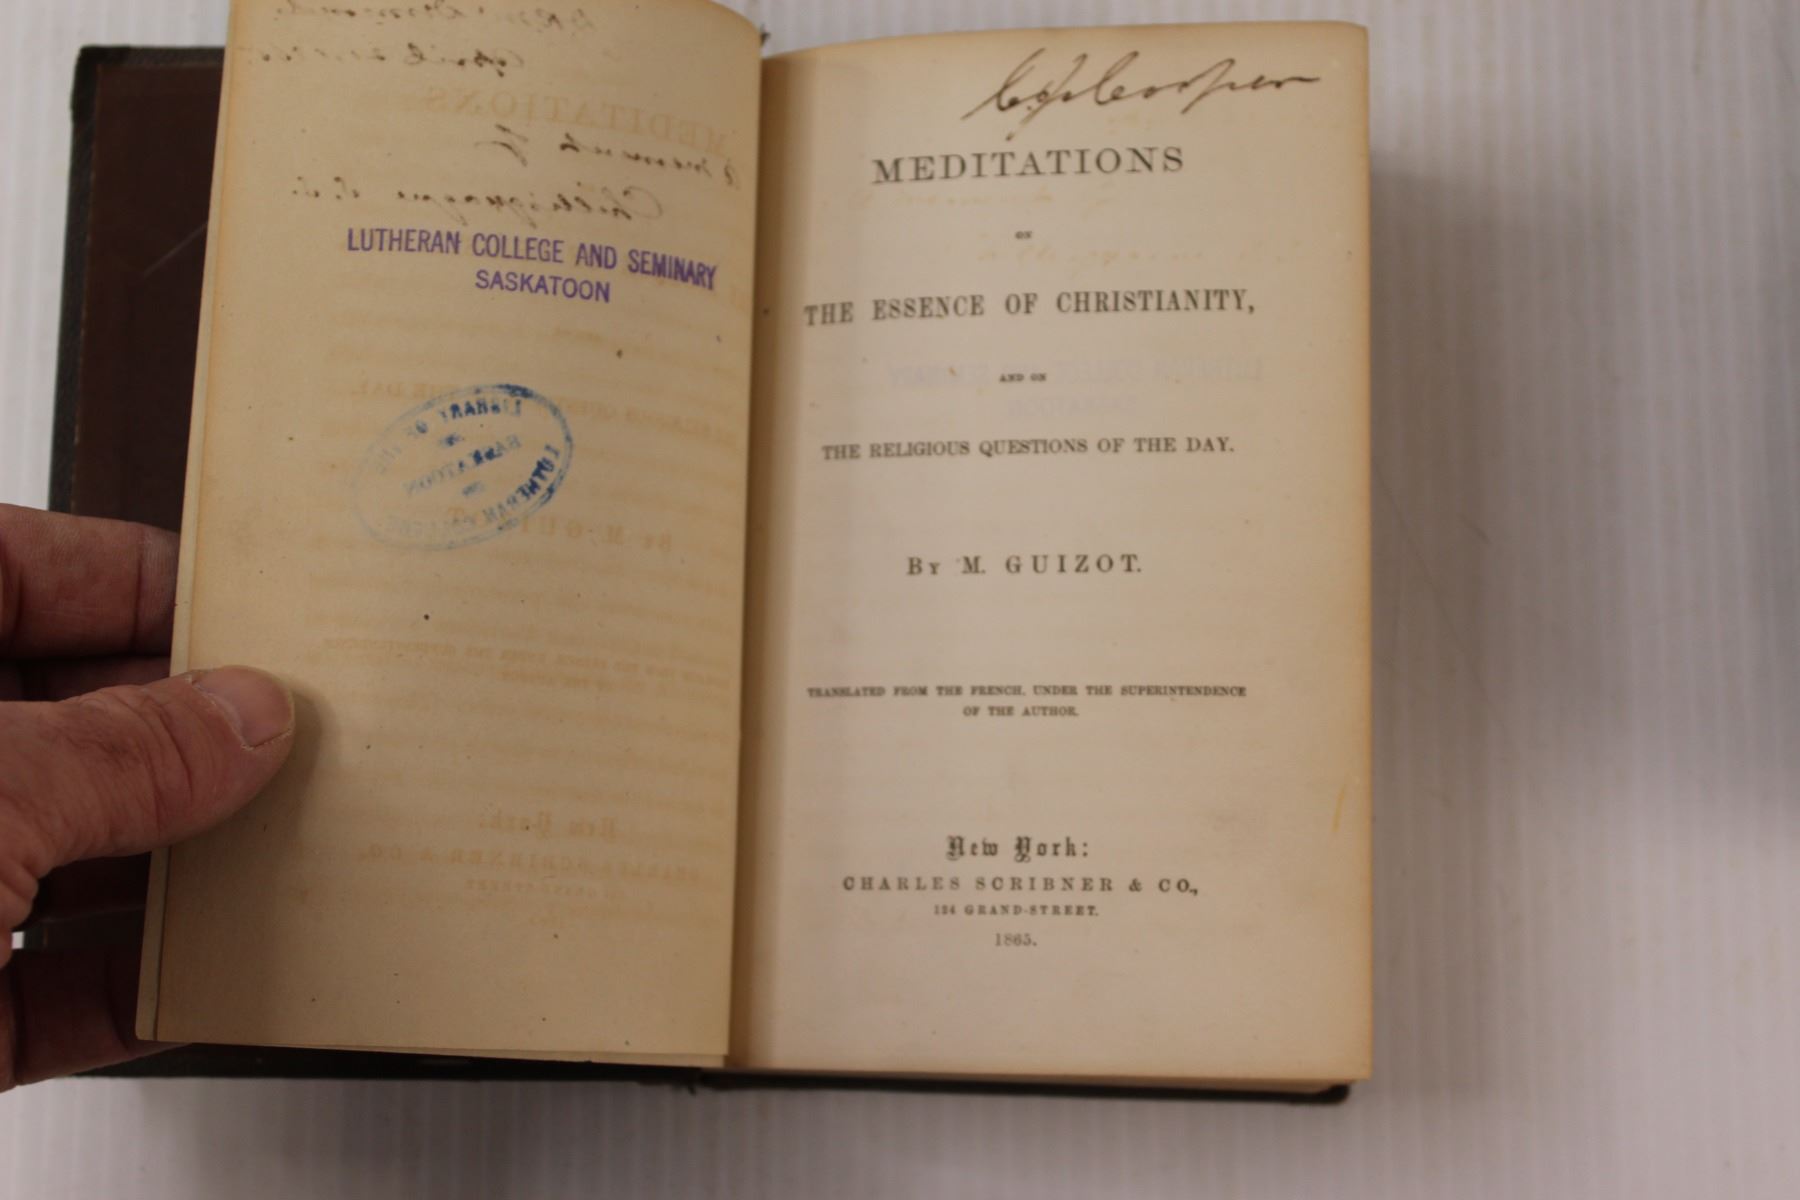 LUTHERAN COLLEGE AND SEMINARY
SASKATOON
MEDITATIONS
ON
THE ESSENCE OF CHRISTIANITY,
AND ON
THE RELIGIOUS QUESTIONS OF THE DAY.
BY M. GUIZOT.
TRANSLATED FROM THE FRENCH, UNDER THE SUPERINTENDENCE
OF THE AUTHOR.
New York:
CHARLES SCRIBNER & CO.,
124 GRAND-STREET.
1865.